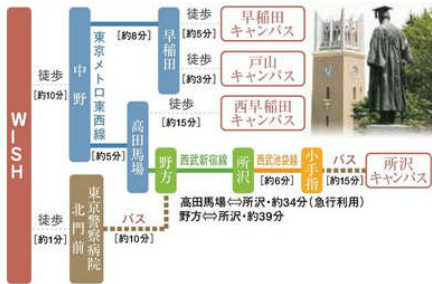 WISH
徒歩
[約10分]
中野
東京メトロ東西線
[約8分]
早稲田
徒歩
[約5分]
早稲田
キャンパス
徒歩
[約3分]
戸山
キャンパス
[約5分]
高田馬場
徒歩
[約15分]
西早稲田
キャンパス
野方
西武新宿線
所沢
西武池袋線
[約6分]
小手指
バス
[約15分]
所沢
キャンパス
高田馬場⇔所沢・約34分(急行利用)
野方⇔所沢・約39分
徒歩
[約1分]
東京警察病院
北門前
バス
[約10分]